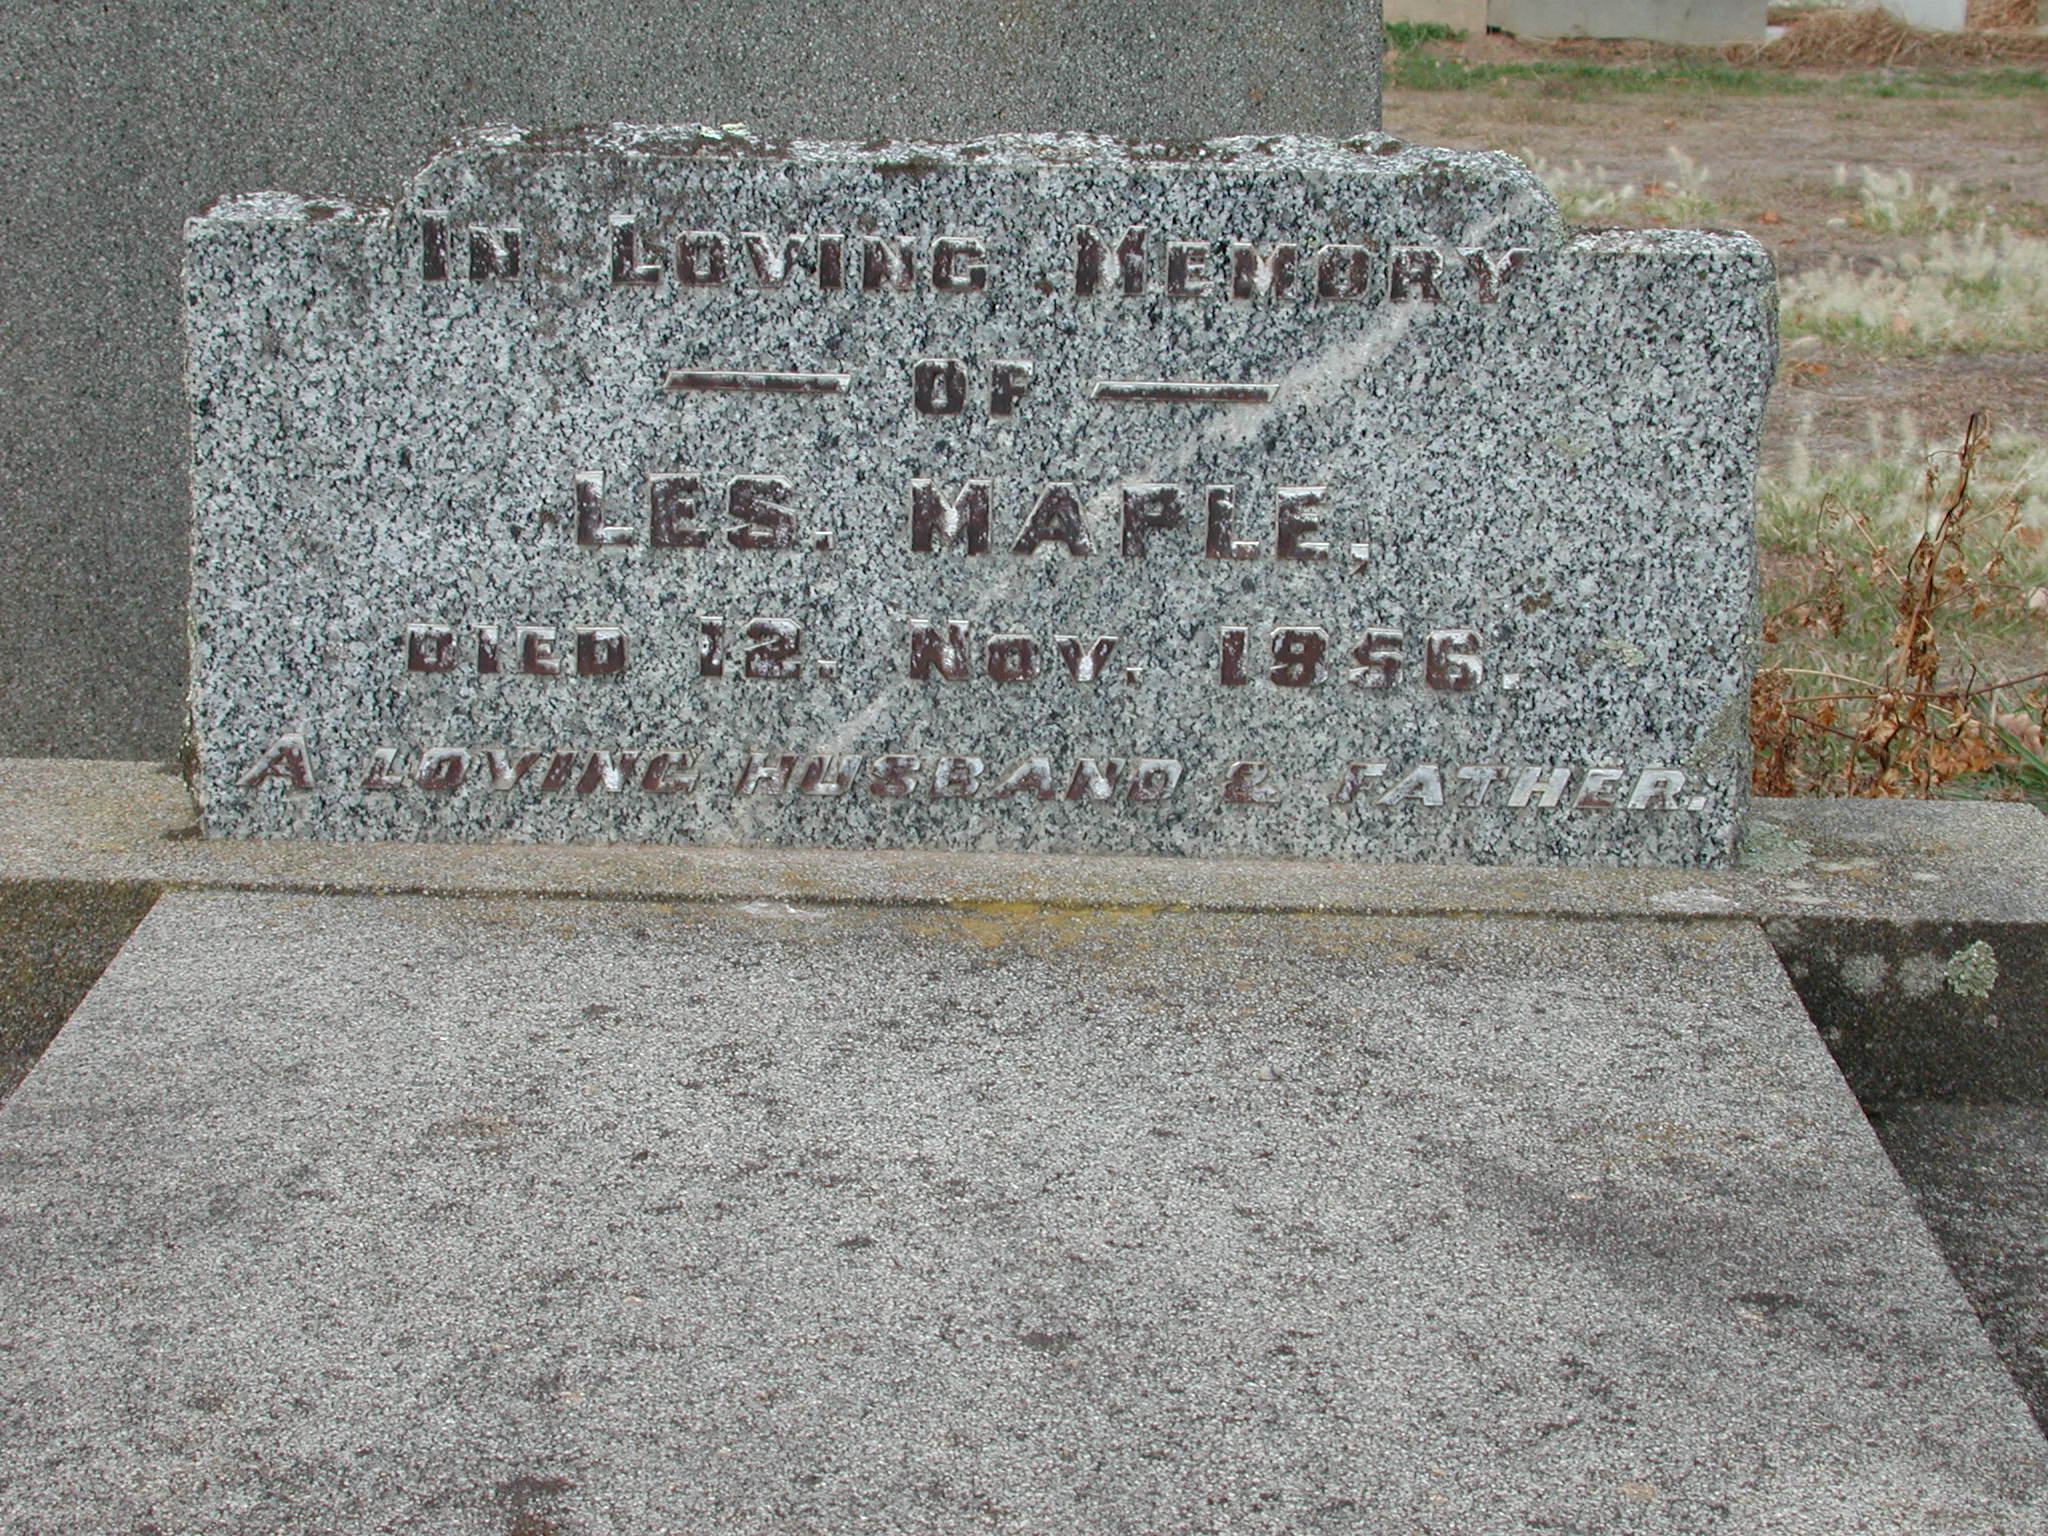 IN LOVING MEMORY
— OF —
LES. MAPLE,
DIED 12. NOV. 1956.
A LOVING HUSBAND & FATHER.